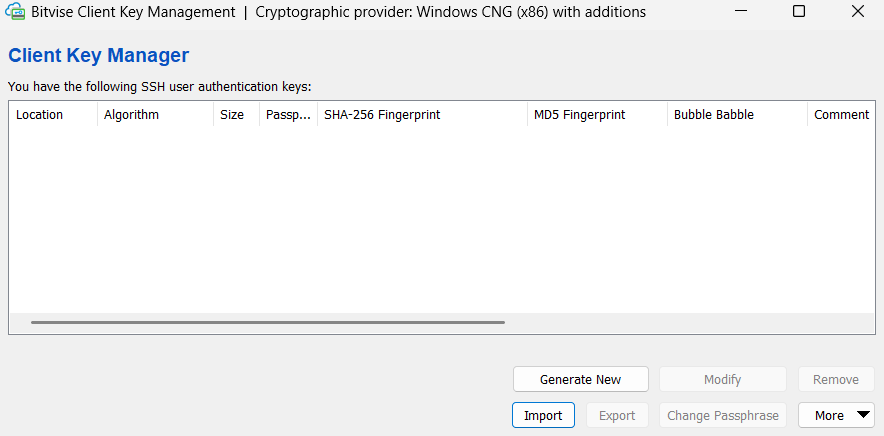 Bitvise Client Key Management | Cryptographic provider: Windows CNG (x86) with additions
Client Key Manager
You have the following SSH user authentication keys:
Location Algorithm Size Passp... SHA-256 Fingerprint MD5 Fingerprint Bubble Babble Comment
Generate New Modify Remove
Import Export Change Passphrase More